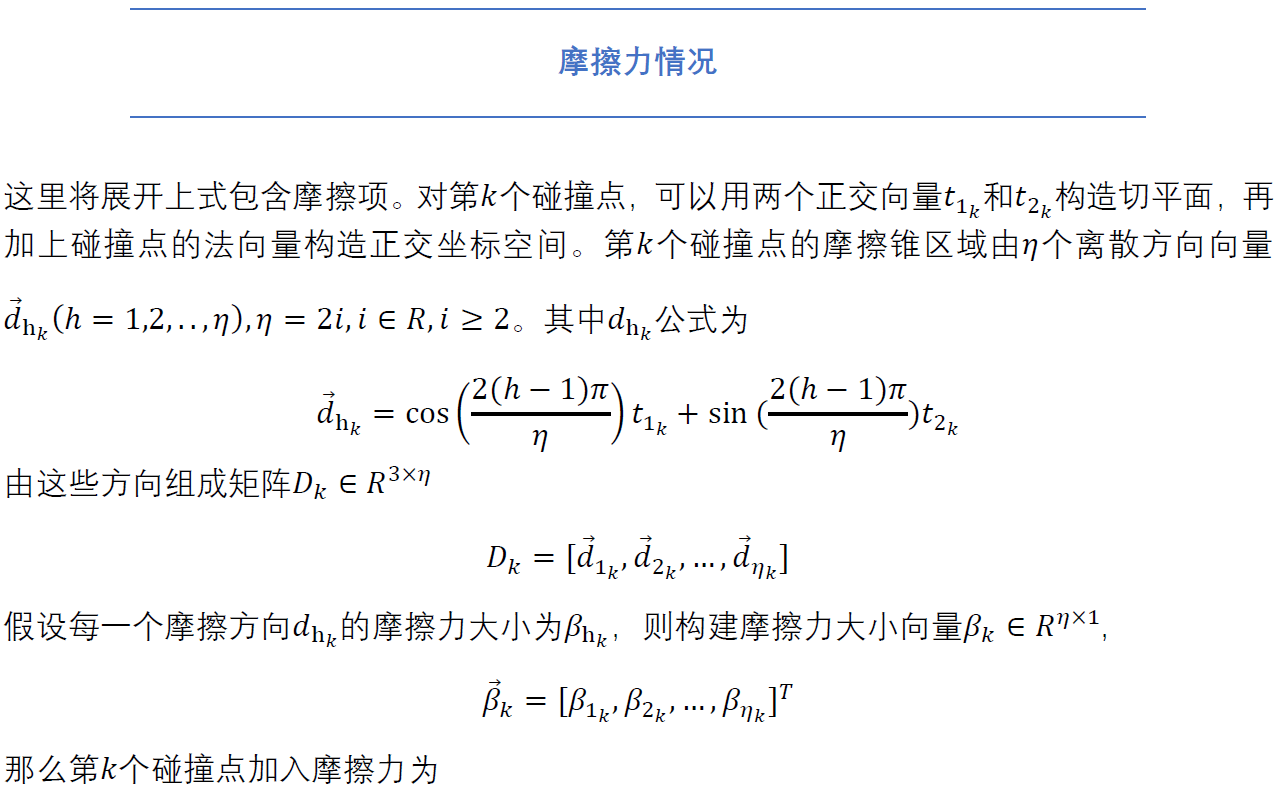 摩擦力情况
这里将展开上式包含摩擦项。对第k个碰撞点，可以用两个正交向量t₁ₖ和t₂ₖ构造切平面，再
加上碰撞点的法向量构造正交坐标空间。第k个碰撞点的摩擦锥区域由η个离散方向向量
$\vec{d}_{\mathrm{h}_k}(h = 1,2,..,\eta), \eta = 2i, i \in R, i \geq 2$。其中$d_{\mathrm{h}_k}$公式为
$\vec{d}_{\mathrm{h}_k} = \cos\left(\frac{2(h-1)\pi}{\eta}\right) t_{1_k} + \sin(\frac{2(h-1)\pi}{\eta}) t_{2_k}$
由这些方向组成矩阵$D_k \in R^{3 \times \eta}$
$D_k = [\vec{d}_{1_k}, \vec{d}_{2_k}, ..., \vec{d}_{\eta_k}]$
假设每一个摩擦方向$d_{\mathrm{h}_k}$的摩擦力大小为$\beta_{\mathrm{h}_k}$，则构建摩擦力大小向量$\beta_k \in R^{\eta \times 1}$,
$\vec{\beta}_k = [\beta_{1_k}, \beta_{2_k}, ..., \beta_{\eta_k}]^T$
那么第k个碰撞点加入摩擦力为